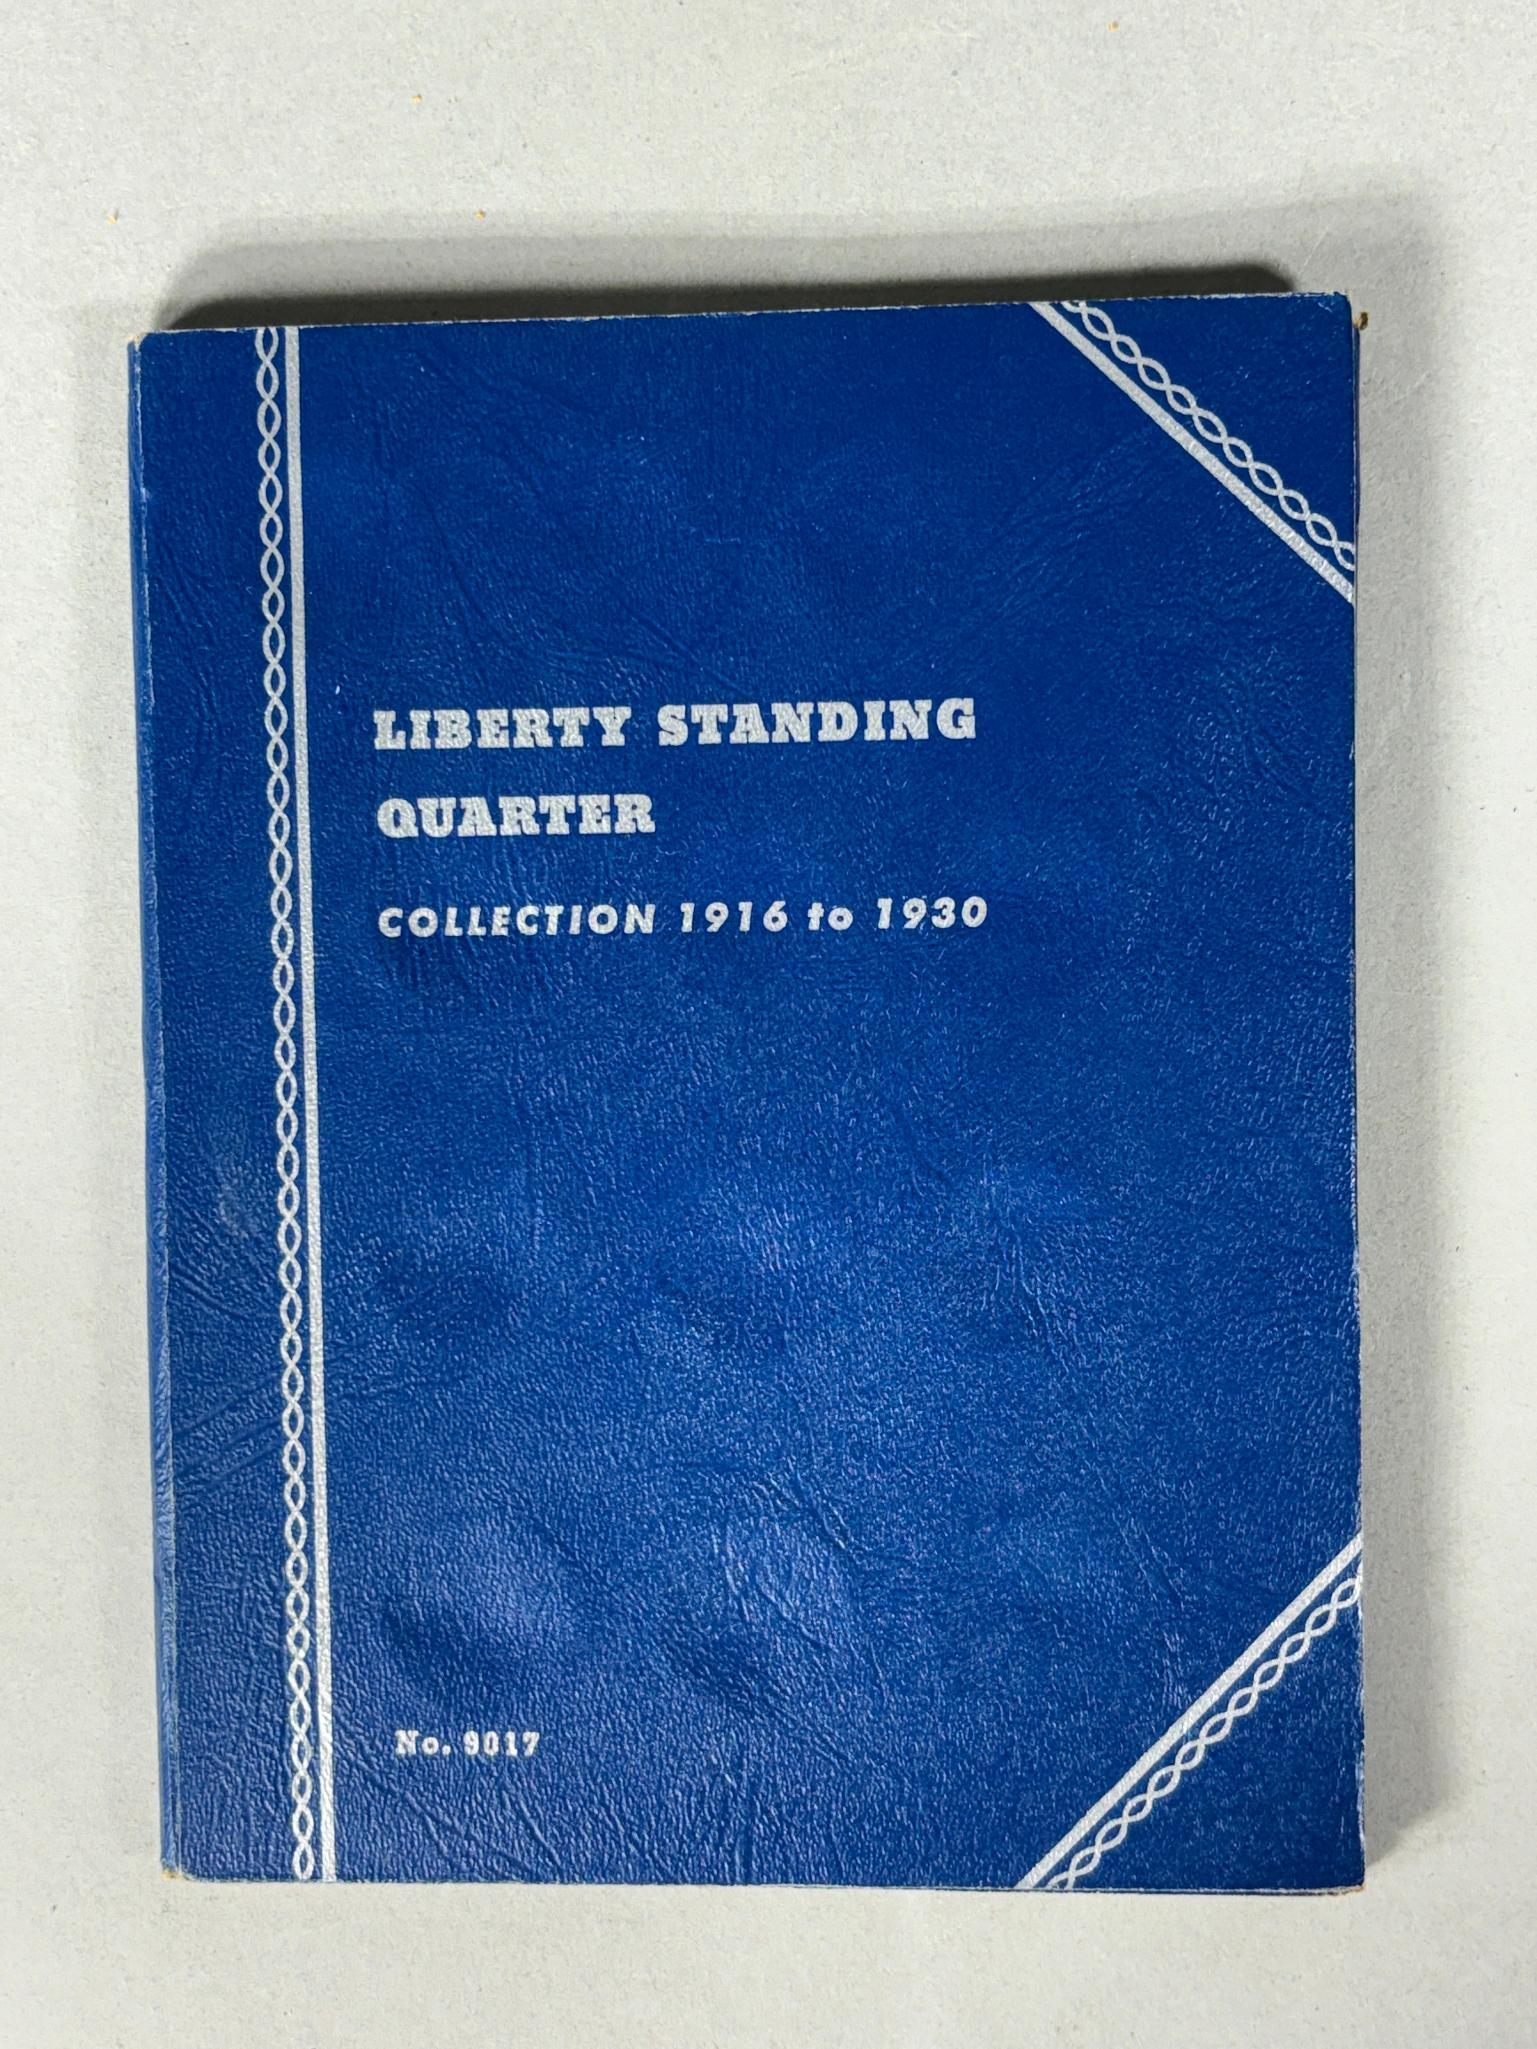 LIBERTY STANDING
QUARTER
COLLECTION 1916 to 1930
No. 9017